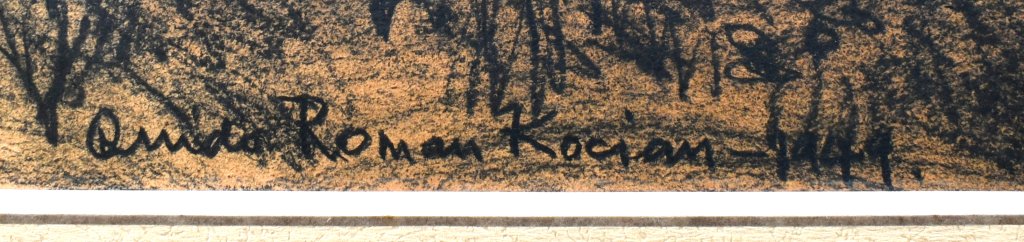 Quido Roman Kocian - 1949.